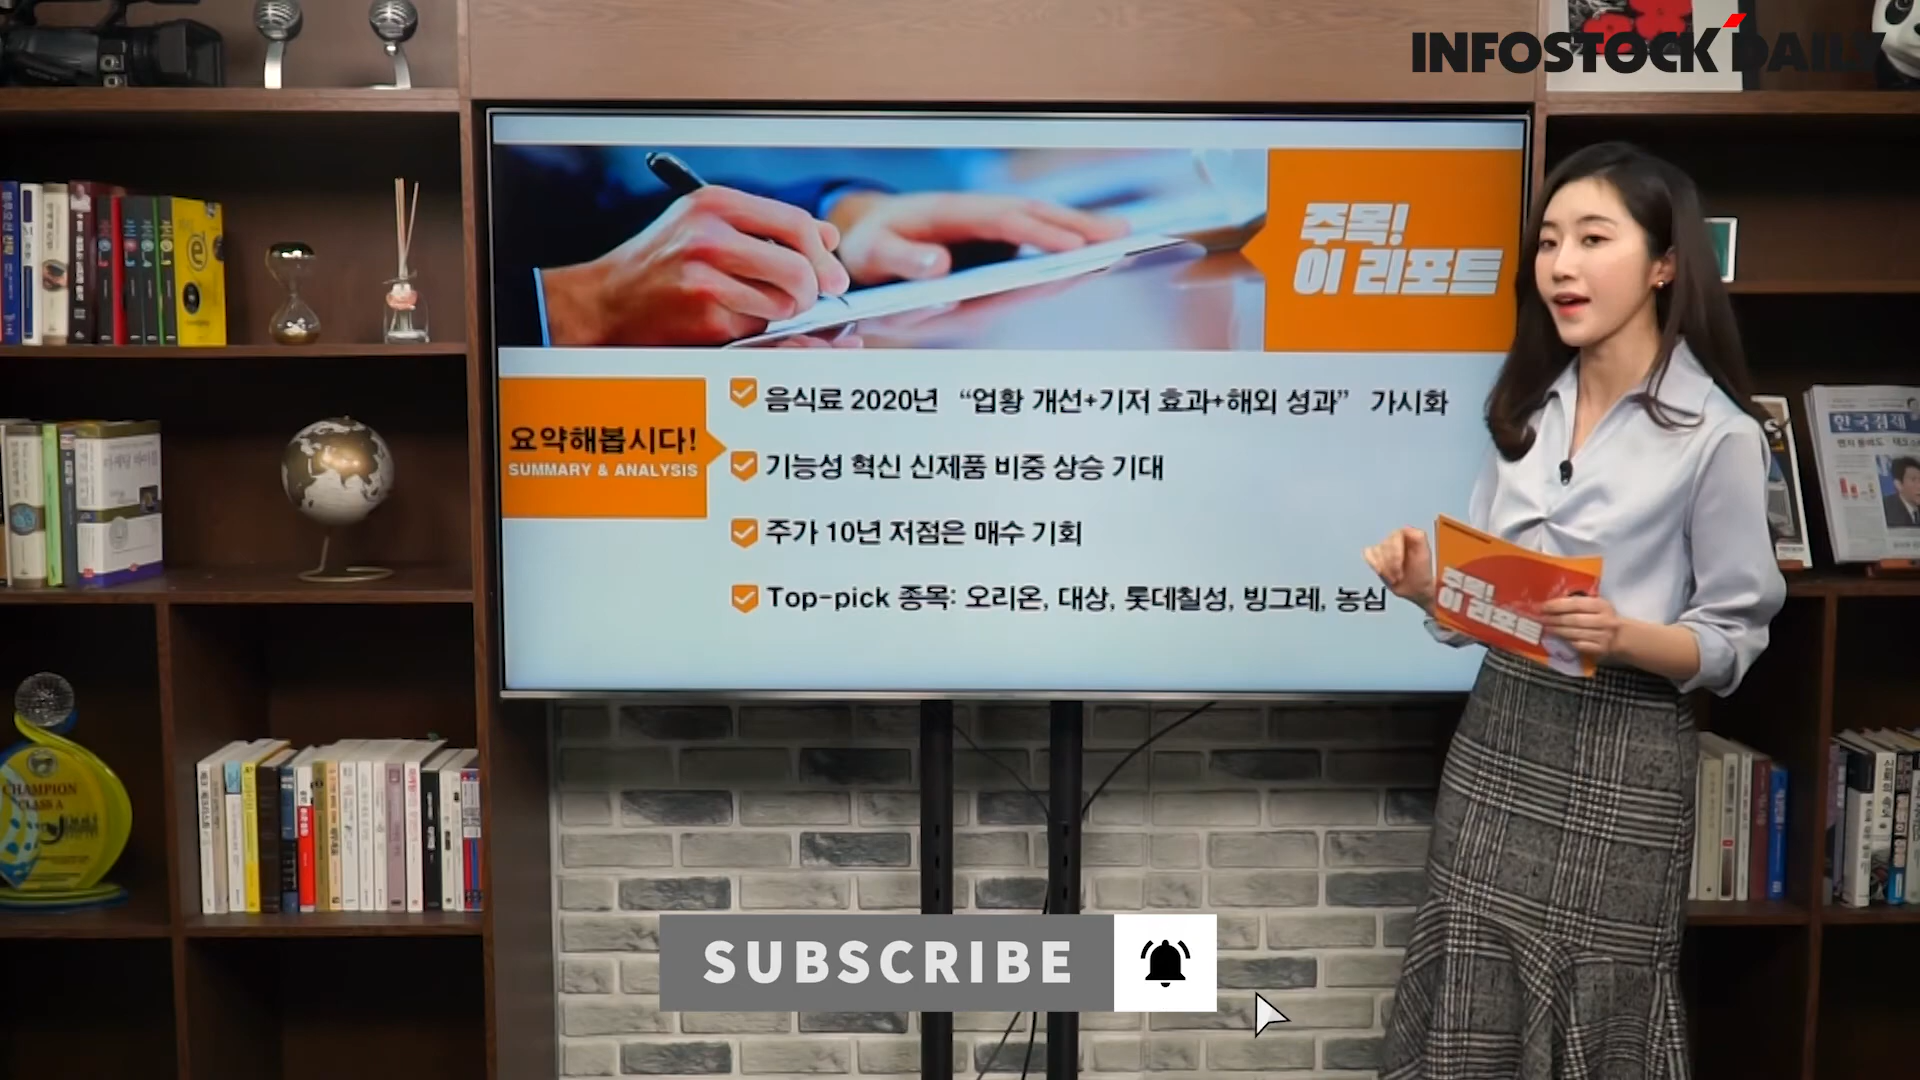 INFOSTOCK DAILY
주목!
이 리포트
요약해봅시다!
SUMMARY & ANALYSIS
음식료 2020년 “업황 개선+기저 효과+해외 성과” 가시화
기능성 혁신 신제품 비중 상승 기대
주가 10년 저점은 매수 기회
Top-pick 종목: 오리온, 대상, 롯데칠성, 빙그레, 농심
주목!
이 리포트
한국경제
CHAMPION
CLASS A
SUBSCRIBE